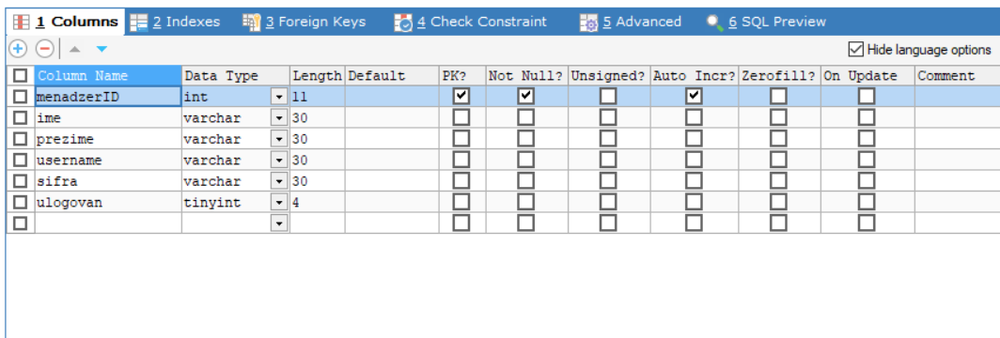 1 Columns 2 Indexes 3 Foreign Keys 4 Check Constraint 5 Advanced 6 SQL Preview
Hide language options
Column Name Data Type Length Default PK? Not Null? Unsigned? Auto Incr? Zerofill? On Update Comment
menadzerID int 11
ime varchar 30
prezime varchar 30
username varchar 30
sifra varchar 30
ulogovan tinyint 4